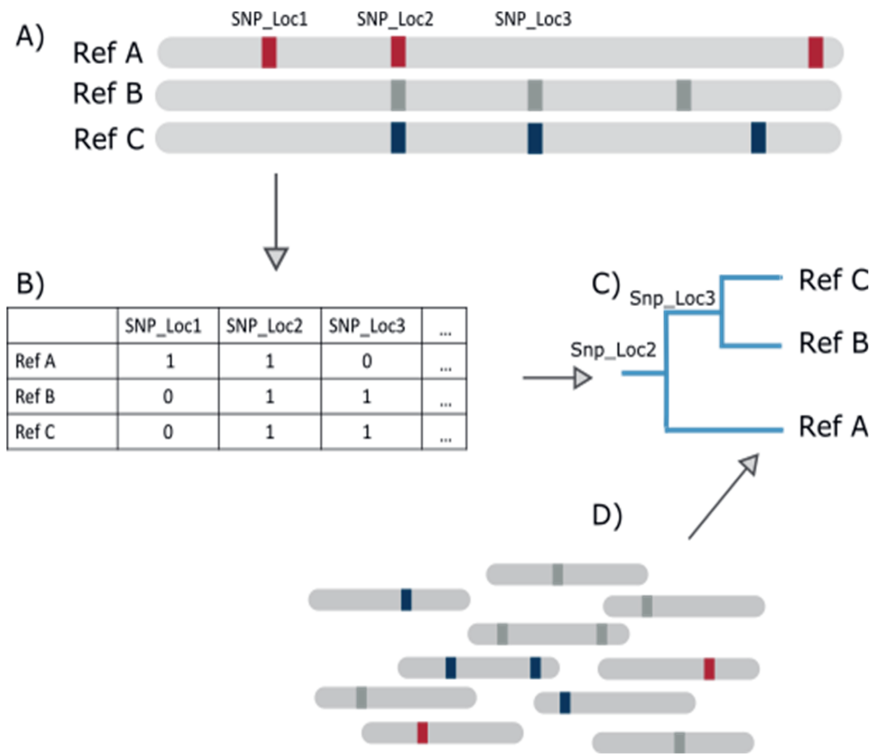 A)
SNP_Loc1 SNP_Loc2 SNP_Loc3
Ref A
Ref B
Ref C
B)
SNP_Loc1 SNP_Loc2 SNP_Loc3 ...
Ref A 1 1 0 ...
Ref B 0 1 1 ...
Ref C 0 1 1 ...
C)
Snp_Loc3
Snp_Loc2
Ref C
Ref B
Ref A
D)